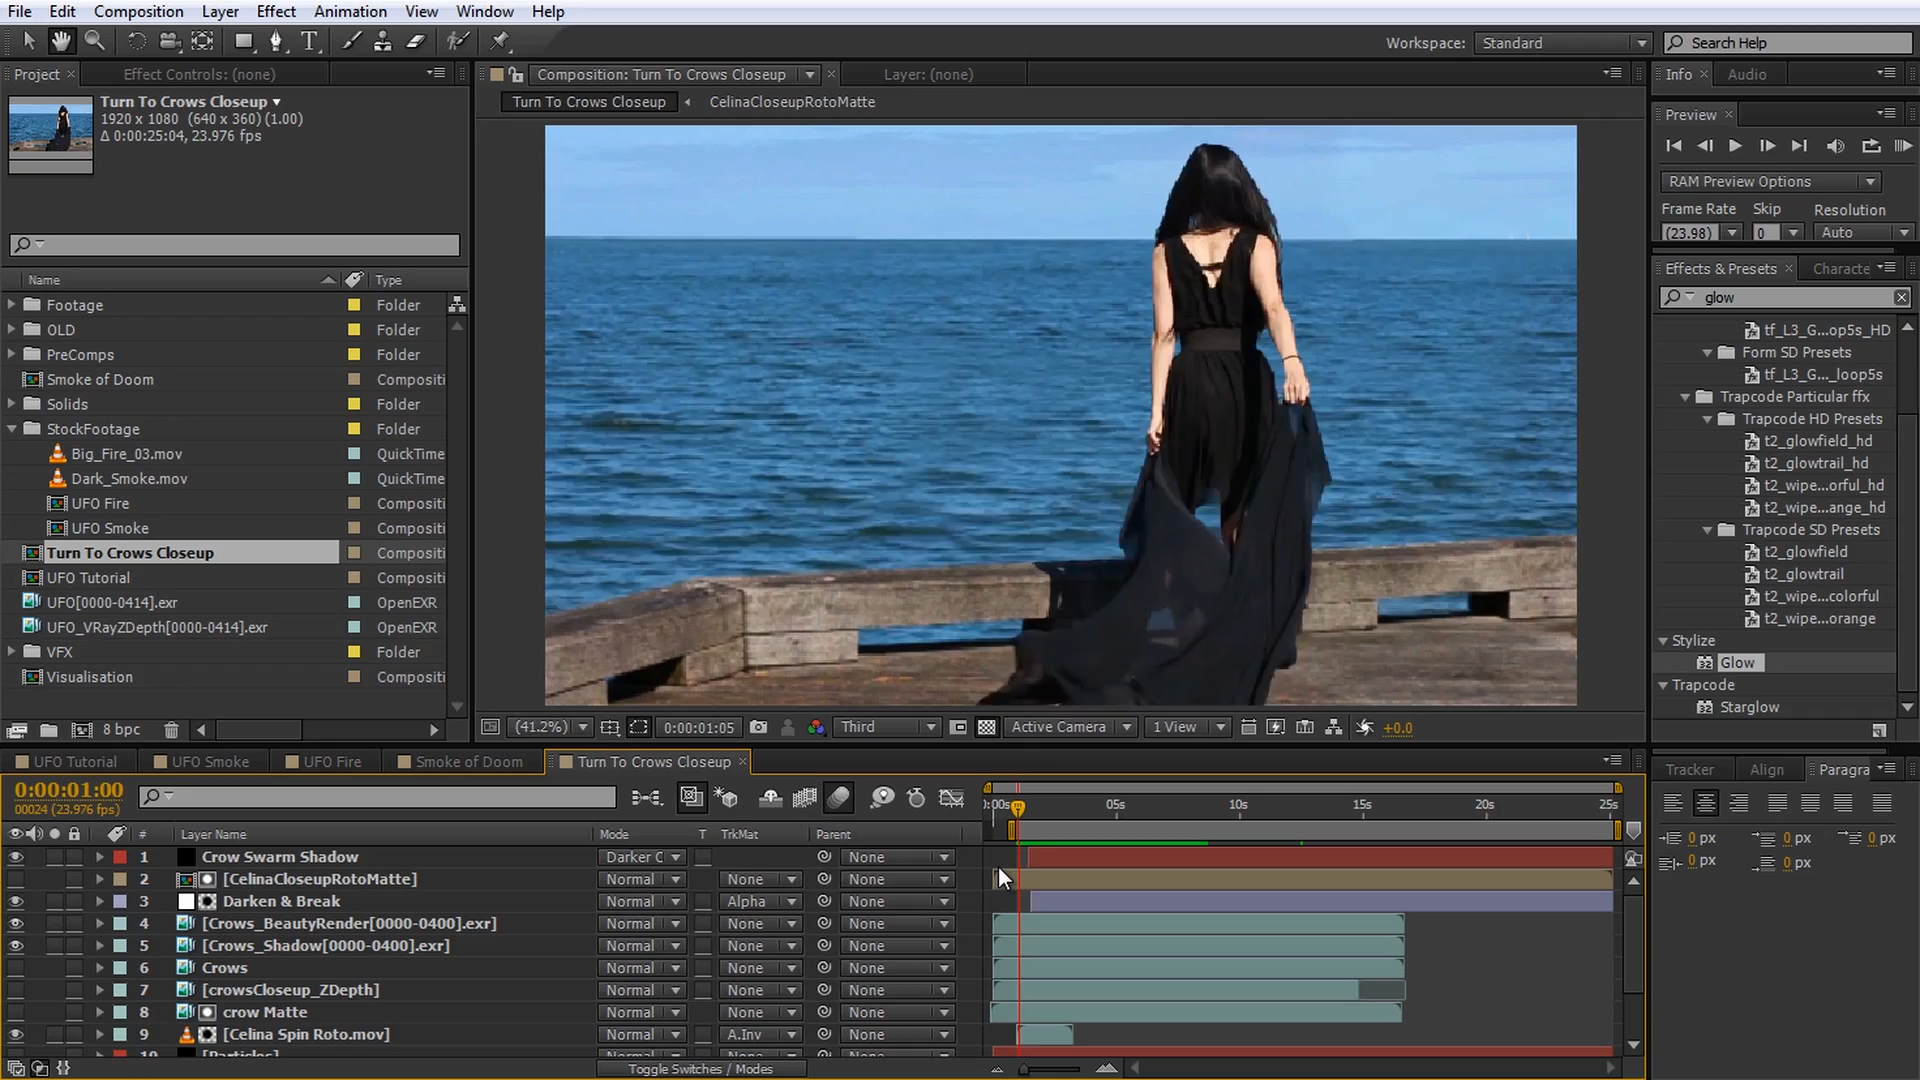 File Edit Composition Layer Effect Animation View Window Help
Workspace: Standard Search Help
Project Effect Controls: (none)
Turn To Crows Closeup
1920 x 1080 (640 x 360) (1.00)
Δ 0:00:25:04, 23.976 fps
Name Type
Footage Folder
OLD Folder
PreComps Folder
Smoke of Doom Compositi
Solids Folder
StockFootage Folder
Big_Fire_03.mov QuickTime
Dark_Smoke.mov QuickTime
UFO Fire Compositi
UFO Smoke Compositi
Turn To Crows Closeup Compositi
UFO Tutorial Compositi
UFO[0000-0414].exr OpenEXR
UFO_VRayZDepth[0000-0414].exr OpenEXR
VFX Folder
Visualisation Compositi
8 bpc
Composition: Turn To Crows Closeup Layer: (none)
Turn To Crows Closeup CelinaCloseupRotoMatte
(41.2%) 0:00:01:05 Third Active Camera 1 View +0.0
Info Audio
Preview
RAM Preview Options
Frame Rate Skip Resolution
(23.98) 0 Auto
Effects & Presets Characte
glow
tf_L3_G...op5s_HD
Form SD Presets
tf_L3_G..._loop5s
Trapcode Particular ffx
Trapcode HD Presets
t2_glowfield_hd
t2_glowtrail_hd
t2_wipe...orful_hd
t2_wipe...ange_hd
Trapcode SD Presets
t2_glowfield
t2_glowtrail
t2_wipe...colorful
t2_wipe...orange
Stylize
Glow
Trapcode
Starglow
UFO Tutorial UFO Smoke UFO Fire Smoke of Doom Turn To Crows Closeup
0:00:01:00
00024 (23.976 fps)
:00s 05s 10s 15s 20s 25s
# Layer Name Mode T TrkMat Parent
1 Crow Swarm Shadow Darker C None
2 [CelinaCloseupRotoMatte] Normal None None
3 Darken & Break Normal Alpha None
4 [Crows_BeautyRender[0000-0400].exr] Normal None None
5 [Crows_Shadow[0000-0400].exr] Normal None None
6 Crows Normal None None
7 [crowsCloseup_ZDepth] Normal None None
8 crow Matte Normal None None
9 [Celina Spin Roto.mov] Normal A.Inv None
10 [Particles]
Toggle Switches / Modes
Tracker Align Paragra
0 px 0 px 0 px
0 px 0 px